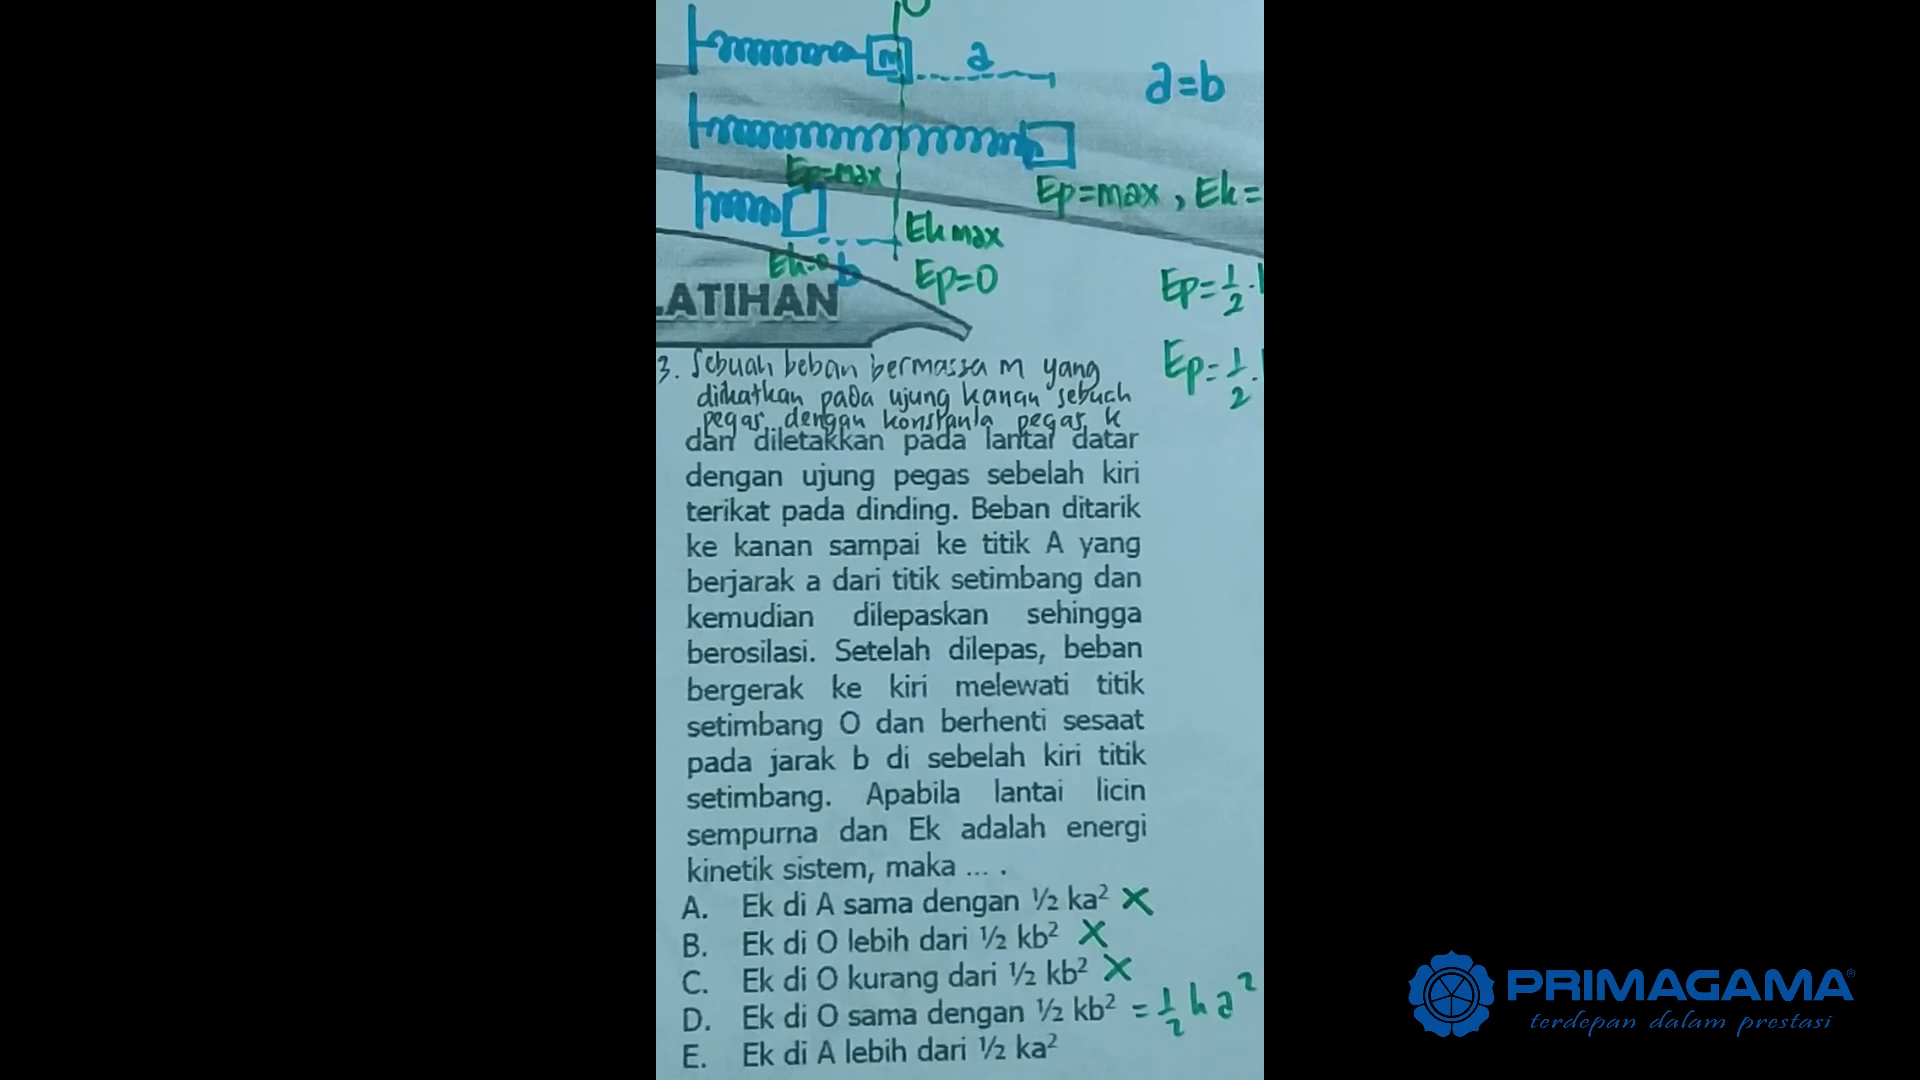 O
m
a
a=b
Ep=max
Ep=max, Ek=
Ek max
Ek=0
b
Ep=0
Ep=1/2.
LATIHAN
3. Sebuah beban bermassa m yang
diikatkan pada ujung kanan sebuah
pegas dengan konstanta pegas k
Ep=1/2.
dan diletakkan pada lantai datar
dengan ujung pegas sebelah kiri
terikat pada dinding. Beban ditarik
ke kanan sampai ke titik A yang
berjarak a dari titik setimbang dan
kemudian dilepaskan sehingga
berosilasi. Setelah dilepas, beban
bergerak ke kiri melewati titik
setimbang O dan berhenti sesaat
pada jarak b di sebelah kiri titik
setimbang. Apabila lantai licin
sempurna dan Ek adalah energi
kinetik sistem, maka ... .
A. Ek di A sama dengan ½ ka² X
B. Ek di O lebih dari ½ kb² X
C. Ek di O kurang dari ½ kb² X
D. Ek di O sama dengan ½ kb² = 1/2 k a²
E. Ek di A lebih dari ½ ka²
PRIMAGAMA®
terdepan dalam prestasi